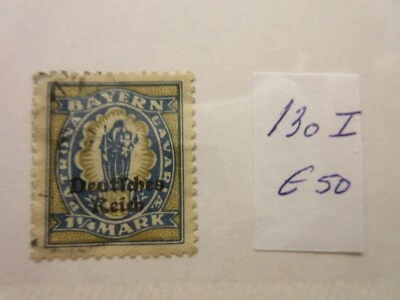 BAYERN
PATRONA BAVARIAE
Deutsches
Reich
1¼ MARK
130 I
€ 50